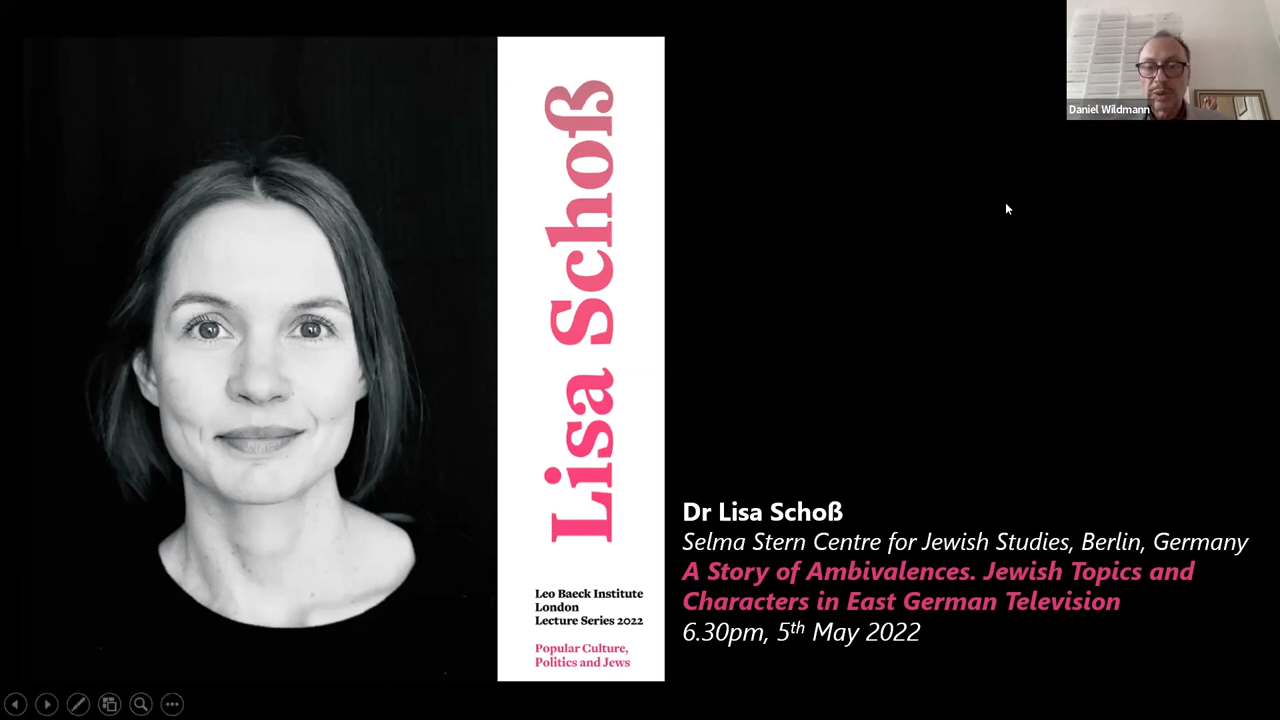 Lisa Schoß
Leo Baeck Institute
London
Lecture Series 2022
Popular Culture,
Politics and Jews
Dr Lisa Schoß
Selma Stern Centre for Jewish Studies, Berlin, Germany
A Story of Ambivalences. Jewish Topics and
Characters in East German Television
6.30pm, 5th May 2022
Daniel Wildmann